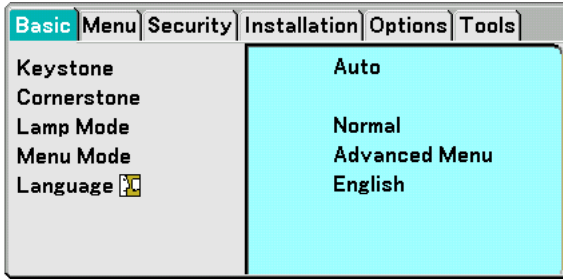 Basic Menu Security Installation Options Tools
Keystone Auto
Cornerstone
Lamp Mode Normal
Menu Mode Advanced Menu
Language English